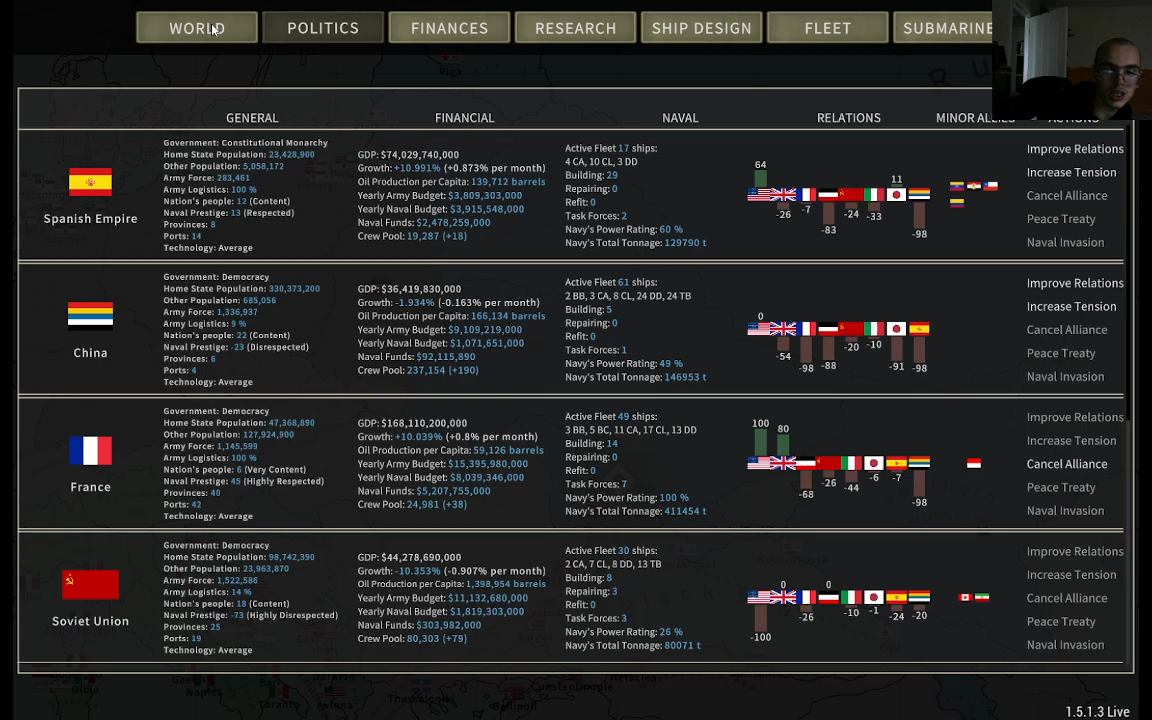 WORLD POLITICS FINANCES RESEARCH SHIP DESIGN FLEET SUBMARINE
GENERAL FINANCIAL NAVAL RELATIONS MINOR ALLIES
Spanish Empire
Government: Constitutional Monarchy
Home State Population: 23,428,900
Other Population: 5,058,172
Army Force: 283,461
Army Logistics: 100 %
Nation's people: 12 (Content)
Naval Prestige: 13 (Respected)
Provinces: 8
Ports: 14
Technology: Average
GDP: $74,029,740,000
Growth: +10.991% (+0.873% per month)
Oil Production per Capita: 139,712 barrels
Yearly Army Budget: $3,809,303,000
Yearly Naval Budget: $3,915,548,000
Naval Funds: $2,478,259,000
Crew Pool: 19,287 (+18)
Active Fleet 17 ships:
4 CA, 10 CL, 3 DD
Building: 29
Repairing: 0
Refit: 0
Task Forces: 2
Navy's Power Rating: 60 %
Navy's Total Tonnage: 129790 t
64
-26
-7
-83
-24
-33
11
-98
Improve Relations
Increase Tension
Cancel Alliance
Peace Treaty
Naval Invasion
China
Government: Democracy
Home State Population: 330,373,200
Other Population: 685,056
Army Force: 1,336,937
Army Logistics: 9 %
Nation's people: 22 (Content)
Naval Prestige: -23 (Disrespected)
Provinces: 6
Ports: 4
Technology: Average
GDP: $36,419,830,000
Growth: -1.934% (-0.163% per month)
Oil Production per Capita: 166,134 barrels
Yearly Army Budget: $9,109,219,000
Yearly Naval Budget: $1,071,651,000
Naval Funds: $92,115,890
Crew Pool: 237,154 (+190)
Active Fleet 61 ships:
2 BB, 3 CA, 8 CL, 24 DD, 24 TB
Building: 5
Repairing: 0
Refit: 0
Task Forces: 1
Navy's Power Rating: 49 %
Navy's Total Tonnage: 146953 t
0
-54
-98
-88
-20
-10
-91
-98
Improve Relations
Increase Tension
Cancel Alliance
Peace Treaty
Naval Invasion
France
Government: Democracy
Home State Population: 47,368,890
Other Population: 127,924,900
Army Force: 1,145,599
Army Logistics: 100 %
Nation's people: 6 (Very Content)
Naval Prestige: 45 (Highly Respected)
Provinces: 40
Ports: 42
Technology: Average
GDP: $168,110,200,000
Growth: +10.039% (+0.8% per month)
Oil Production per Capita: 59,126 barrels
Yearly Army Budget: $15,395,980,000
Yearly Naval Budget: $8,039,346,000
Naval Funds: $5,207,755,000
Crew Pool: 24,981 (+38)
Active Fleet 49 ships:
3 BB, 5 BC, 11 CA, 17 CL, 13 DD
Building: 14
Repairing: 0
Refit: 0
Task Forces: 7
Navy's Power Rating: 100 %
Navy's Total Tonnage: 411454 t
100
80
-68
-26
-44
-6
-7
-98
Improve Relations
Increase Tension
Cancel Alliance
Peace Treaty
Naval Invasion
Soviet Union
Government: Democracy
Home State Population: 98,742,390
Other Population: 23,963,870
Army Force: 1,522,586
Army Logistics: 14 %
Nation's people: 18 (Content)
Naval Prestige: -73 (Highly Disrespected)
Provinces: 25
Ports: 19
Technology: Average
GDP: $44,278,690,000
Growth: -10.353% (-0.907% per month)
Oil Production per Capita: 1,398,954 barrels
Yearly Army Budget: $11,132,680,000
Yearly Naval Budget: $1,819,303,000
Naval Funds: $303,982,000
Crew Pool: 80,303 (+79)
Active Fleet 30 ships:
2 CA, 7 CL, 8 DD, 13 TB
Building: 8
Repairing: 3
Refit: 0
Task Forces: 3
Navy's Power Rating: 26 %
Navy's Total Tonnage: 80071 t
-100
0
-26
0
-10
-1
-24
-20
Improve Relations
Increase Tension
Cancel Alliance
Peace Treaty
Naval Invasion
1.5.1.3 Live